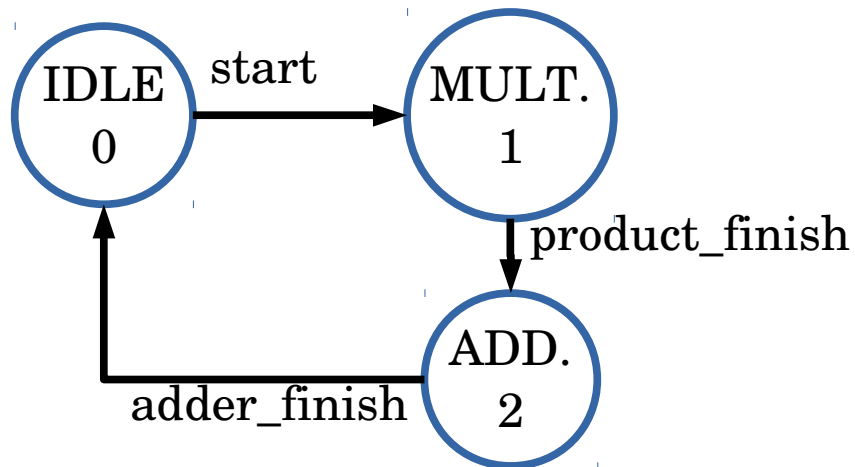 IDLE
0
start
MULT.
1
product_finish
ADD.
2
adder_finish